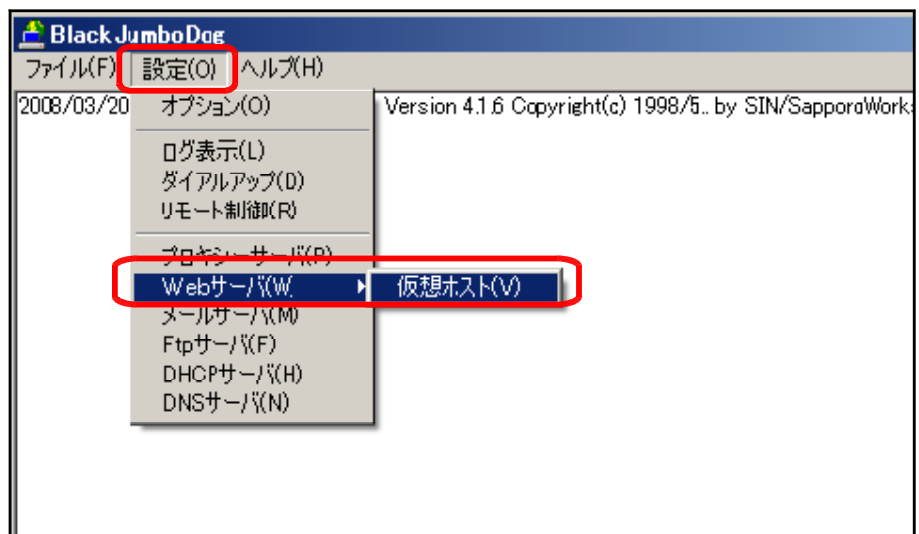 Black JumboDog
ファイル(F) 設定(O) ヘルプ(H)
2008/03/20 Version 4.1.6 Copyright(c) 1998/5.. by SIN/SapporoWork
オプション(O)
ログ表示(L)
ダイアルアップ(D)
リモート制御(R)
プロキシーサーバ(P)
Webサーバ(W) 仮想ホスト(V)
メールサーバ(M)
Ftpサーバ(F)
DHCPサーバ(H)
DNSサーバ(N)